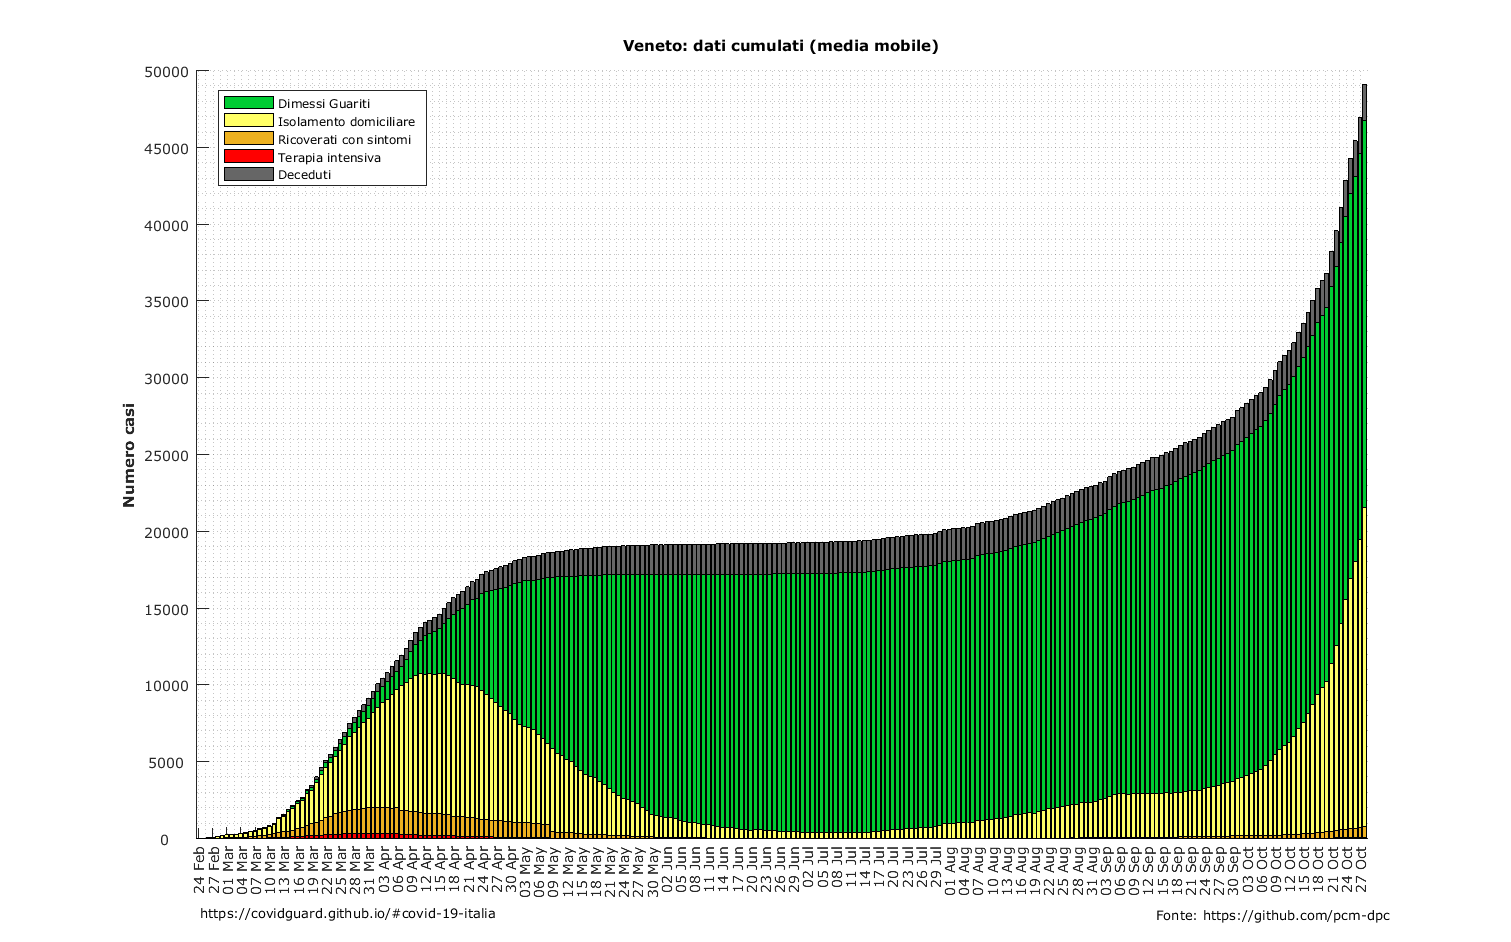 Veneto: dati cumulati (media mobile)
50000
45000
40000
35000
30000
25000
20000
15000
10000
5000
0
Numero casi
Dimessi Guariti
Isolamento domiciliare
Ricoverati con sintomi
Terapia intensiva
Deceduti
24 Feb
27 Feb
01 Mar
04 Mar
07 Mar
10 Mar
13 Mar
16 Mar
19 Mar
22 Mar
25 Mar
28 Mar
31 Mar
03 Apr
06 Apr
09 Apr
12 Apr
15 Apr
18 Apr
21 Apr
24 Apr
27 Apr
30 Apr
03 May
06 May
09 May
12 May
15 May
18 May
21 May
24 May
27 May
30 May
02 Jun
05 Jun
08 Jun
11 Jun
14 Jun
17 Jun
20 Jun
23 Jun
26 Jun
29 Jun
02 Jul
05 Jul
08 Jul
11 Jul
14 Jul
17 Jul
20 Jul
23 Jul
26 Jul
29 Jul
01 Aug
04 Aug
07 Aug
10 Aug
13 Aug
16 Aug
19 Aug
22 Aug
25 Aug
28 Aug
31 Aug
03 Sep
06 Sep
09 Sep
12 Sep
15 Sep
18 Sep
21 Sep
24 Sep
27 Sep
30 Sep
03 Oct
06 Oct
09 Oct
12 Oct
15 Oct
18 Oct
21 Oct
24 Oct
27 Oct
https://covidguard.github.io/#covid-19-italia
Fonte: https://github.com/pcm-dpc